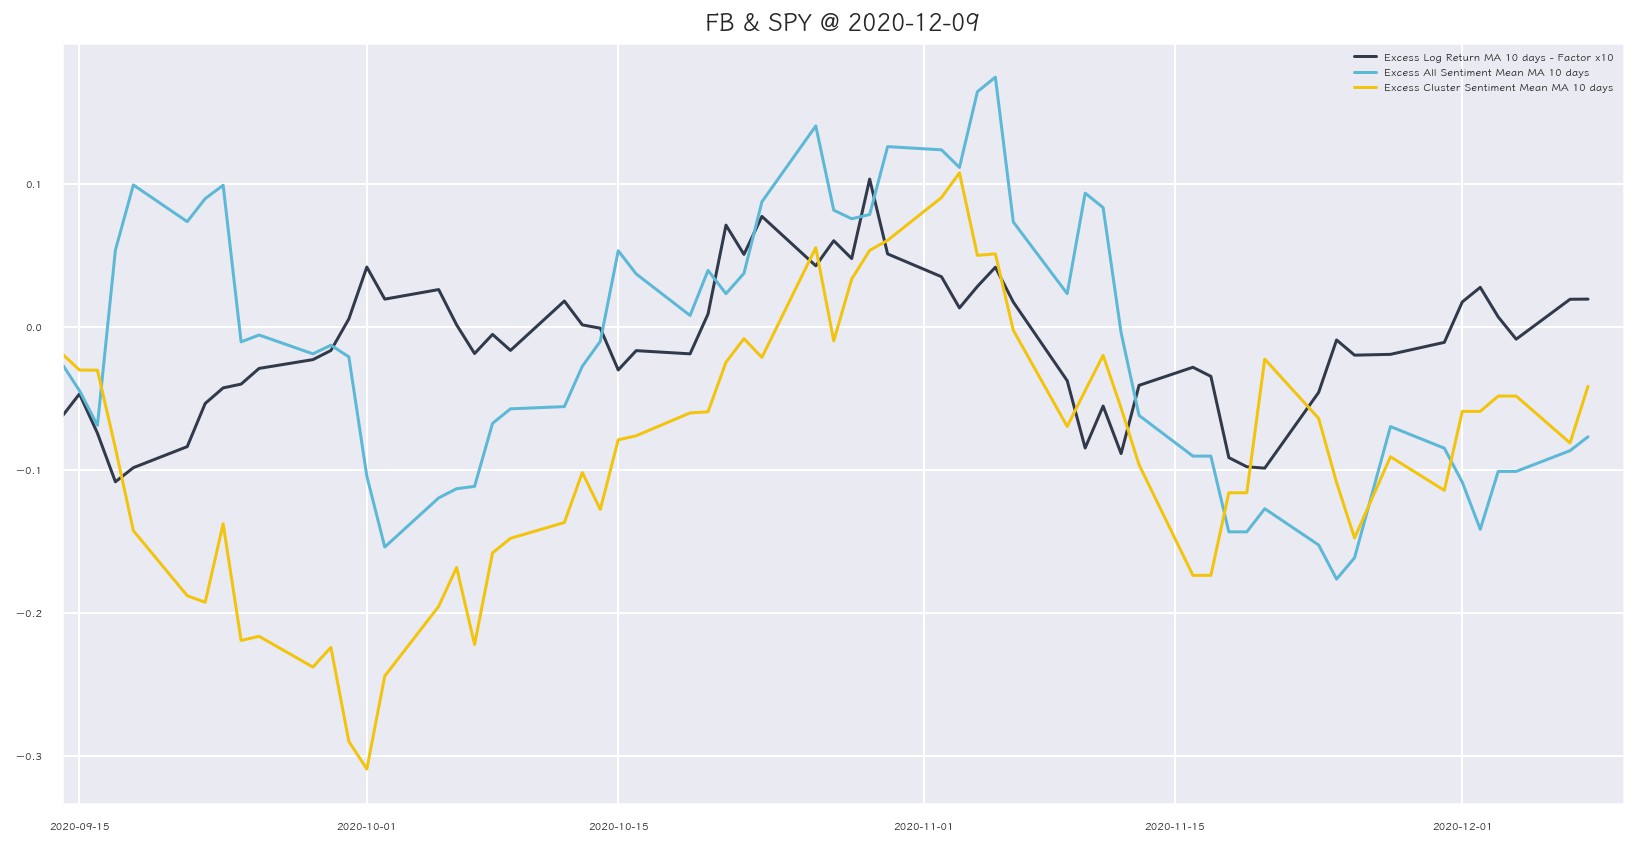 FB & SPY @ 2020-12-09
Excess Log Return MA 10 days - Factor x10
Excess All Sentiment Mean MA 10 days
Excess Cluster Sentiment Mean MA 10 days
0.1
0.0
−0.1
−0.2
−0.3
2020-09-15
2020-10-01
2020-10-15
2020-11-01
2020-11-15
2020-12-01